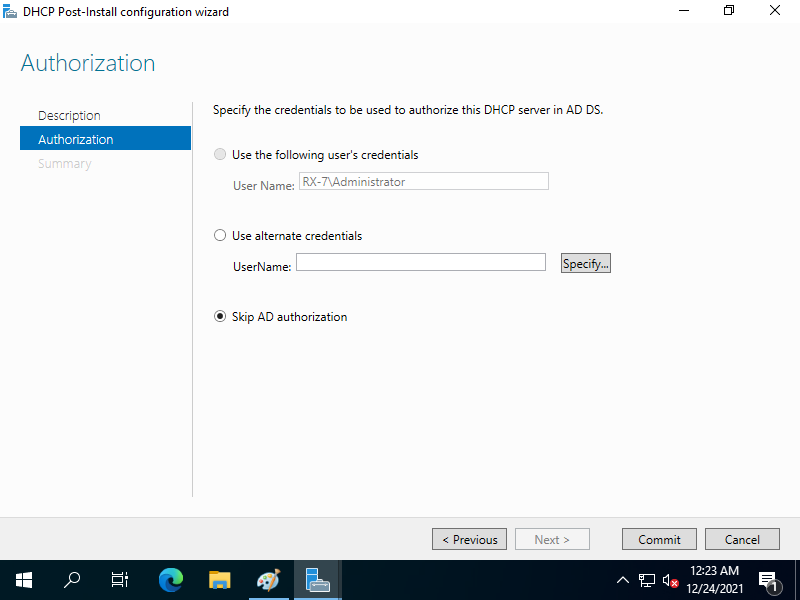 DHCP Post-Install configuration wizard
Authorization
Description
Authorization
Summary
Specify the credentials to be used to authorize this DHCP server in AD DS.
Use the following user's credentials
User Name: RX-7\Administrator
Use alternate credentials
UserName:
Specify...
Skip AD authorization
< Previous
Next >
Commit
Cancel
12:23 AM
12/24/2021
1